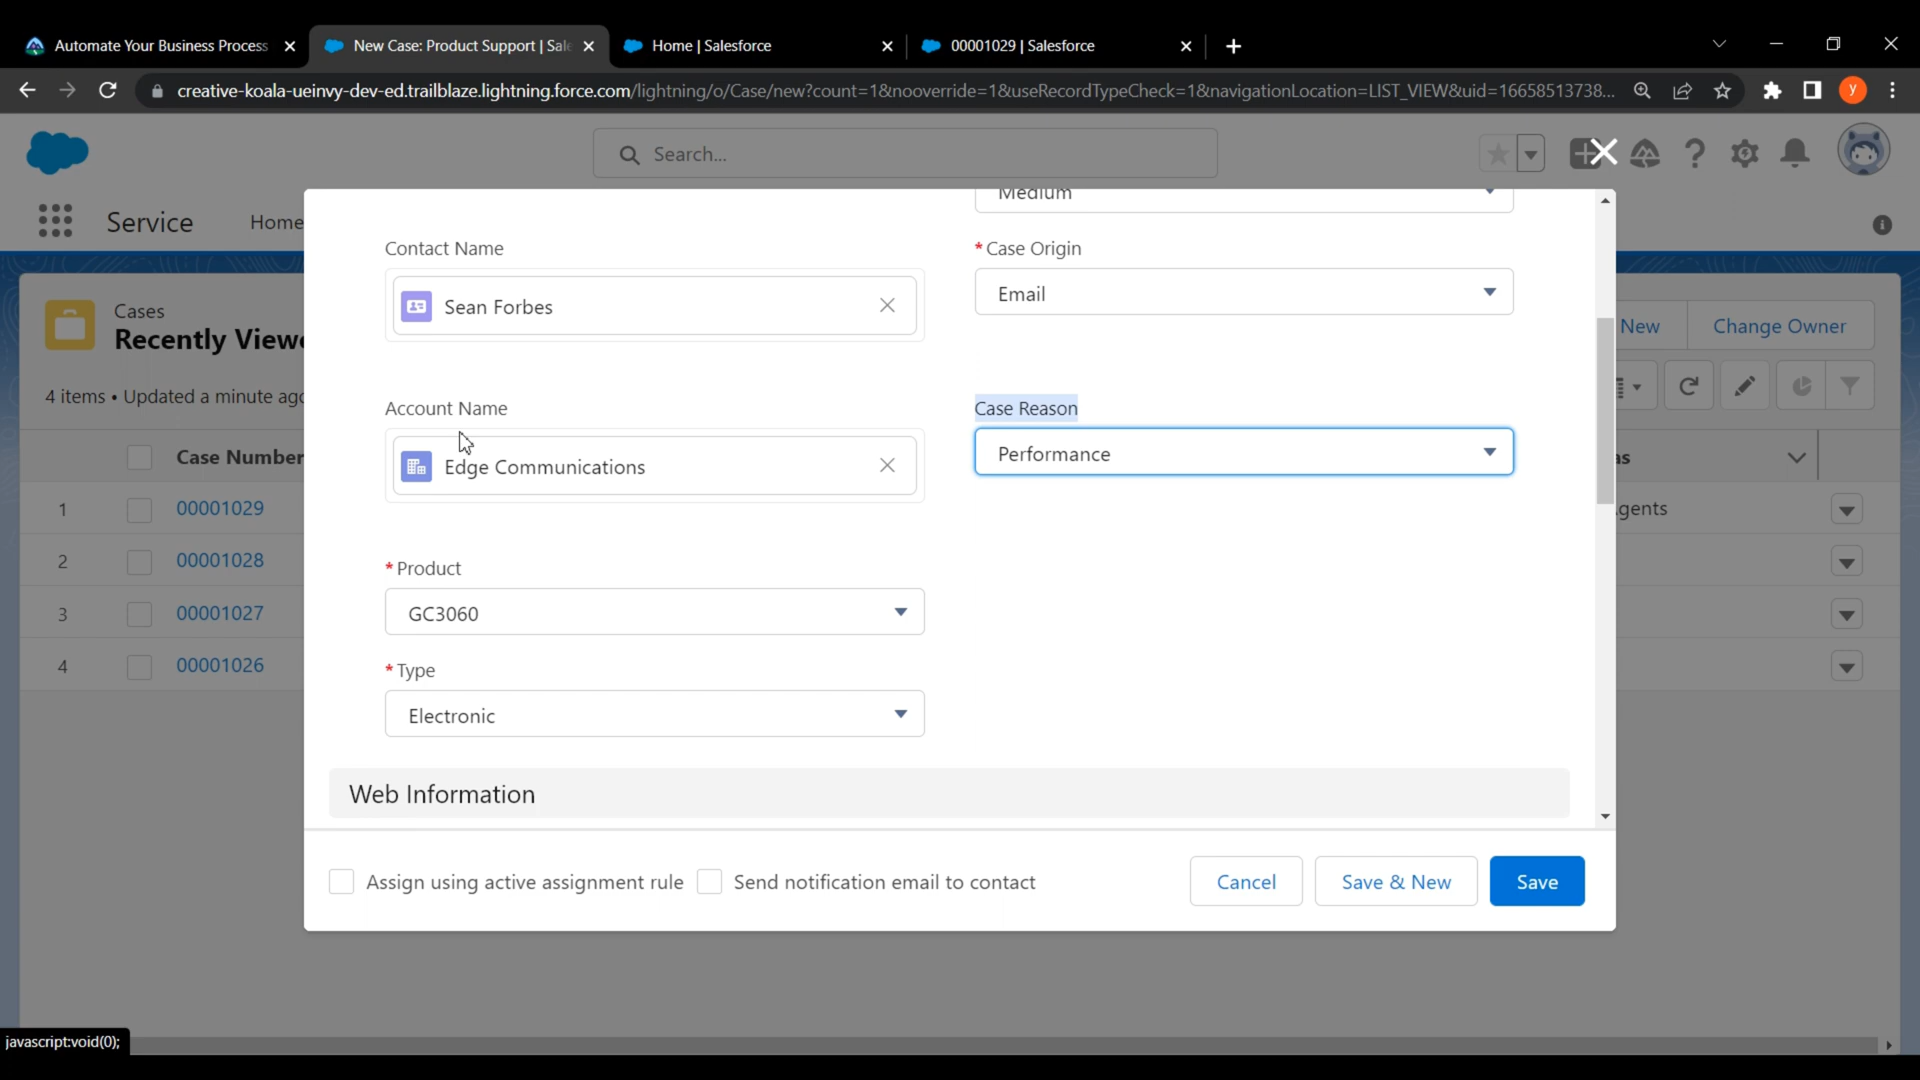 Automate Your Business Process
New Case: Product Support | Sal
Home | Salesforce
00001029 | Salesforce
creative-koala-ueinvy-dev-ed.trailblaze.lightning.force.com/lightning/o/Case/new?count=1&nooverride=1&useRecordTypeCheck=1&navigationLocation=LIST_VIEW&uid=16658513738...
y
Search...
Service
Home
Medium
Contact Name
*Case Origin
Sean Forbes
Email
Cases
Recently Viewe
New
Change Owner
4 items • Updated a minute ago
Account Name
Case Reason
Edge Communications
Performance
Case Number
as
1
00001029
gents
2
00001028
3
00001027
4
00001026
*Product
GC3060
*Type
Electronic
Web Information
Assign using active assignment rule
Send notification email to contact
Cancel
Save & New
Save
javascript:void(0);